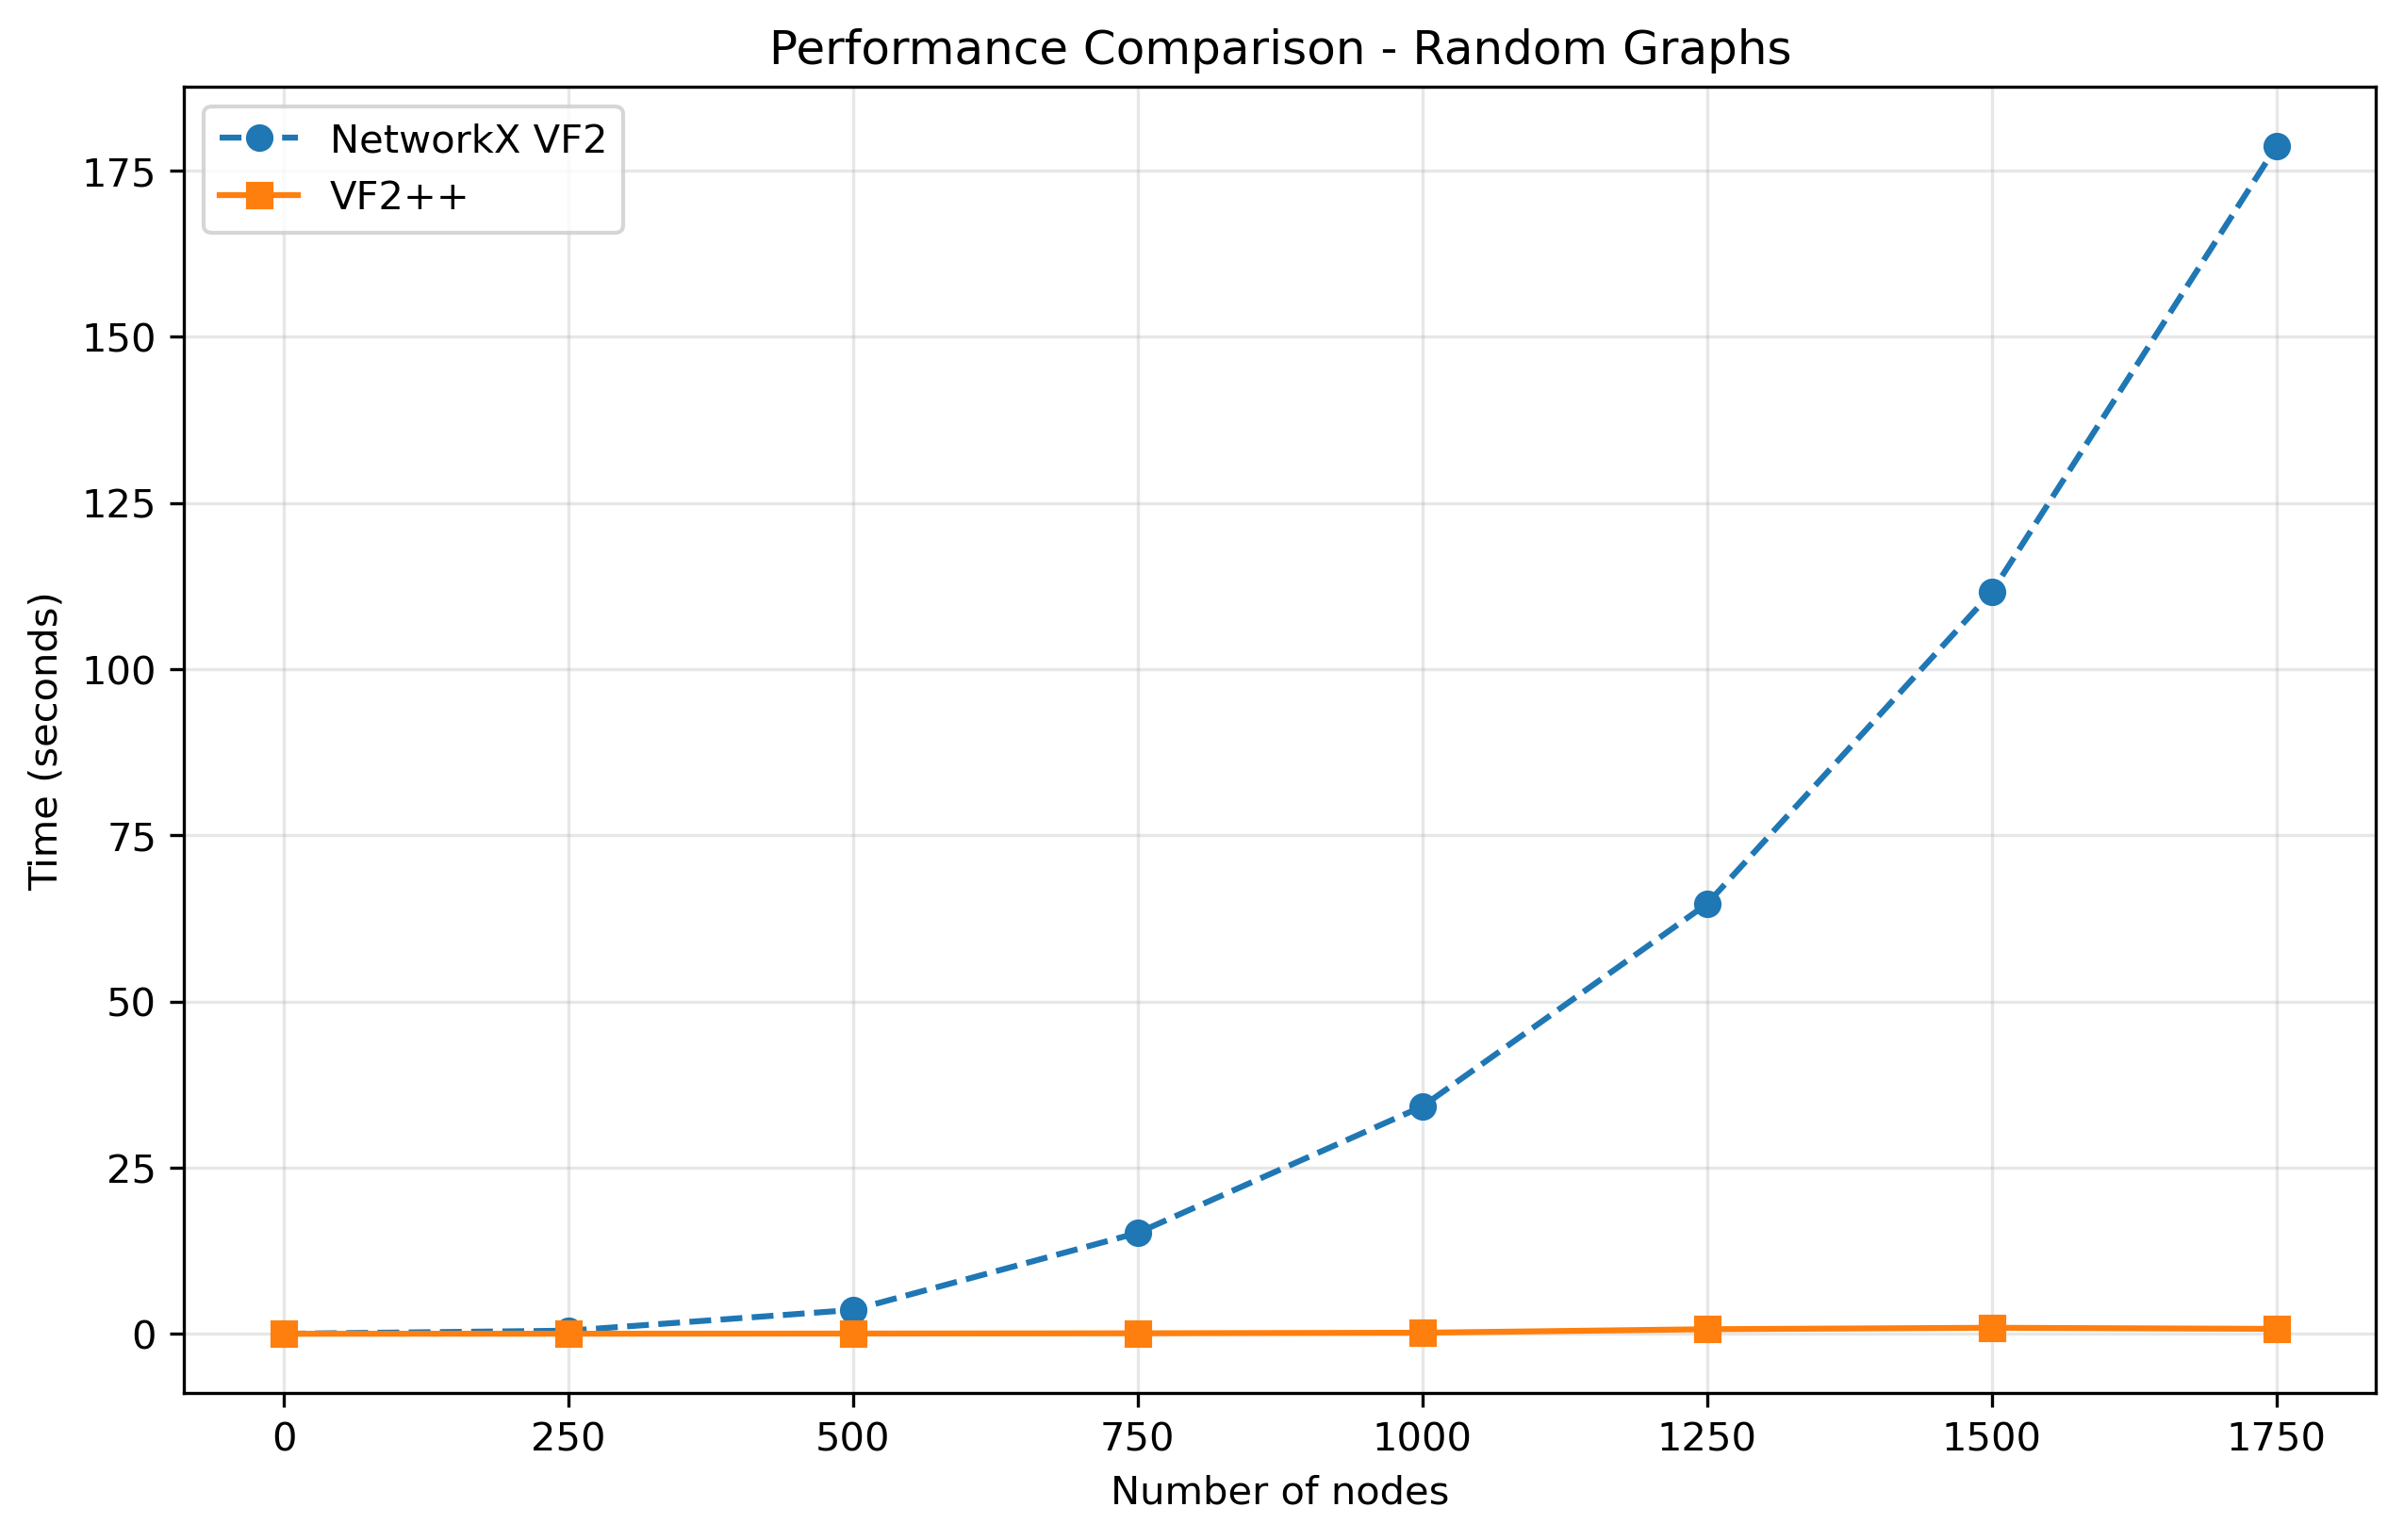 Performance Comparison - Random Graphs
NetworkX VF2
VF2++
175
150
125
100
75
50
25
0
Time (seconds)
0 250 500 750 1000 1250 1500 1750
Number of nodes